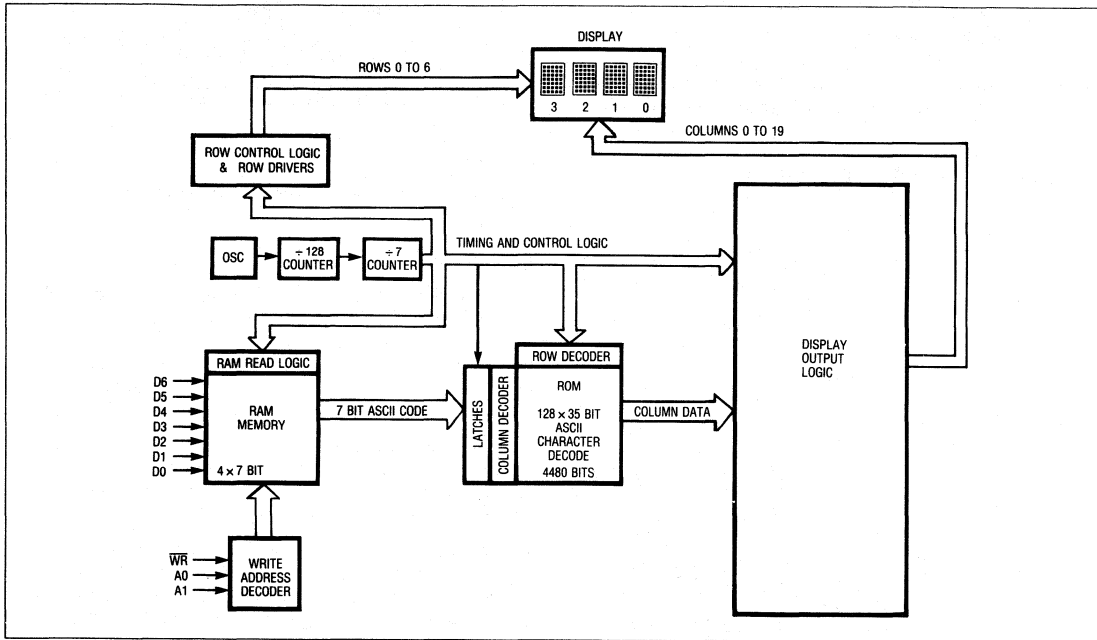 DISPLAY
ROWS 0 TO 6
3 2 1 0
COLUMNS 0 TO 19
ROW CONTROL LOGIC
& ROW DRIVERS
TIMING AND CONTROL LOGIC
OSC
÷128
COUNTER
÷7
COUNTER
RAM READ LOGIC
ROW DECODER
D6
D5
D4
D3
D2
D1
D0
RAM
MEMORY
4 × 7 BIT
7 BIT ASCII CODE
LATCHES
COLUMN DECODER
ROM
128 × 35 BIT
ASCII
CHARACTER
DECODE
4480 BITS
COLUMN DATA
DISPLAY
OUTPUT
LOGIC
W̅R̅
A0
A1
WRITE
ADDRESS
DECODER